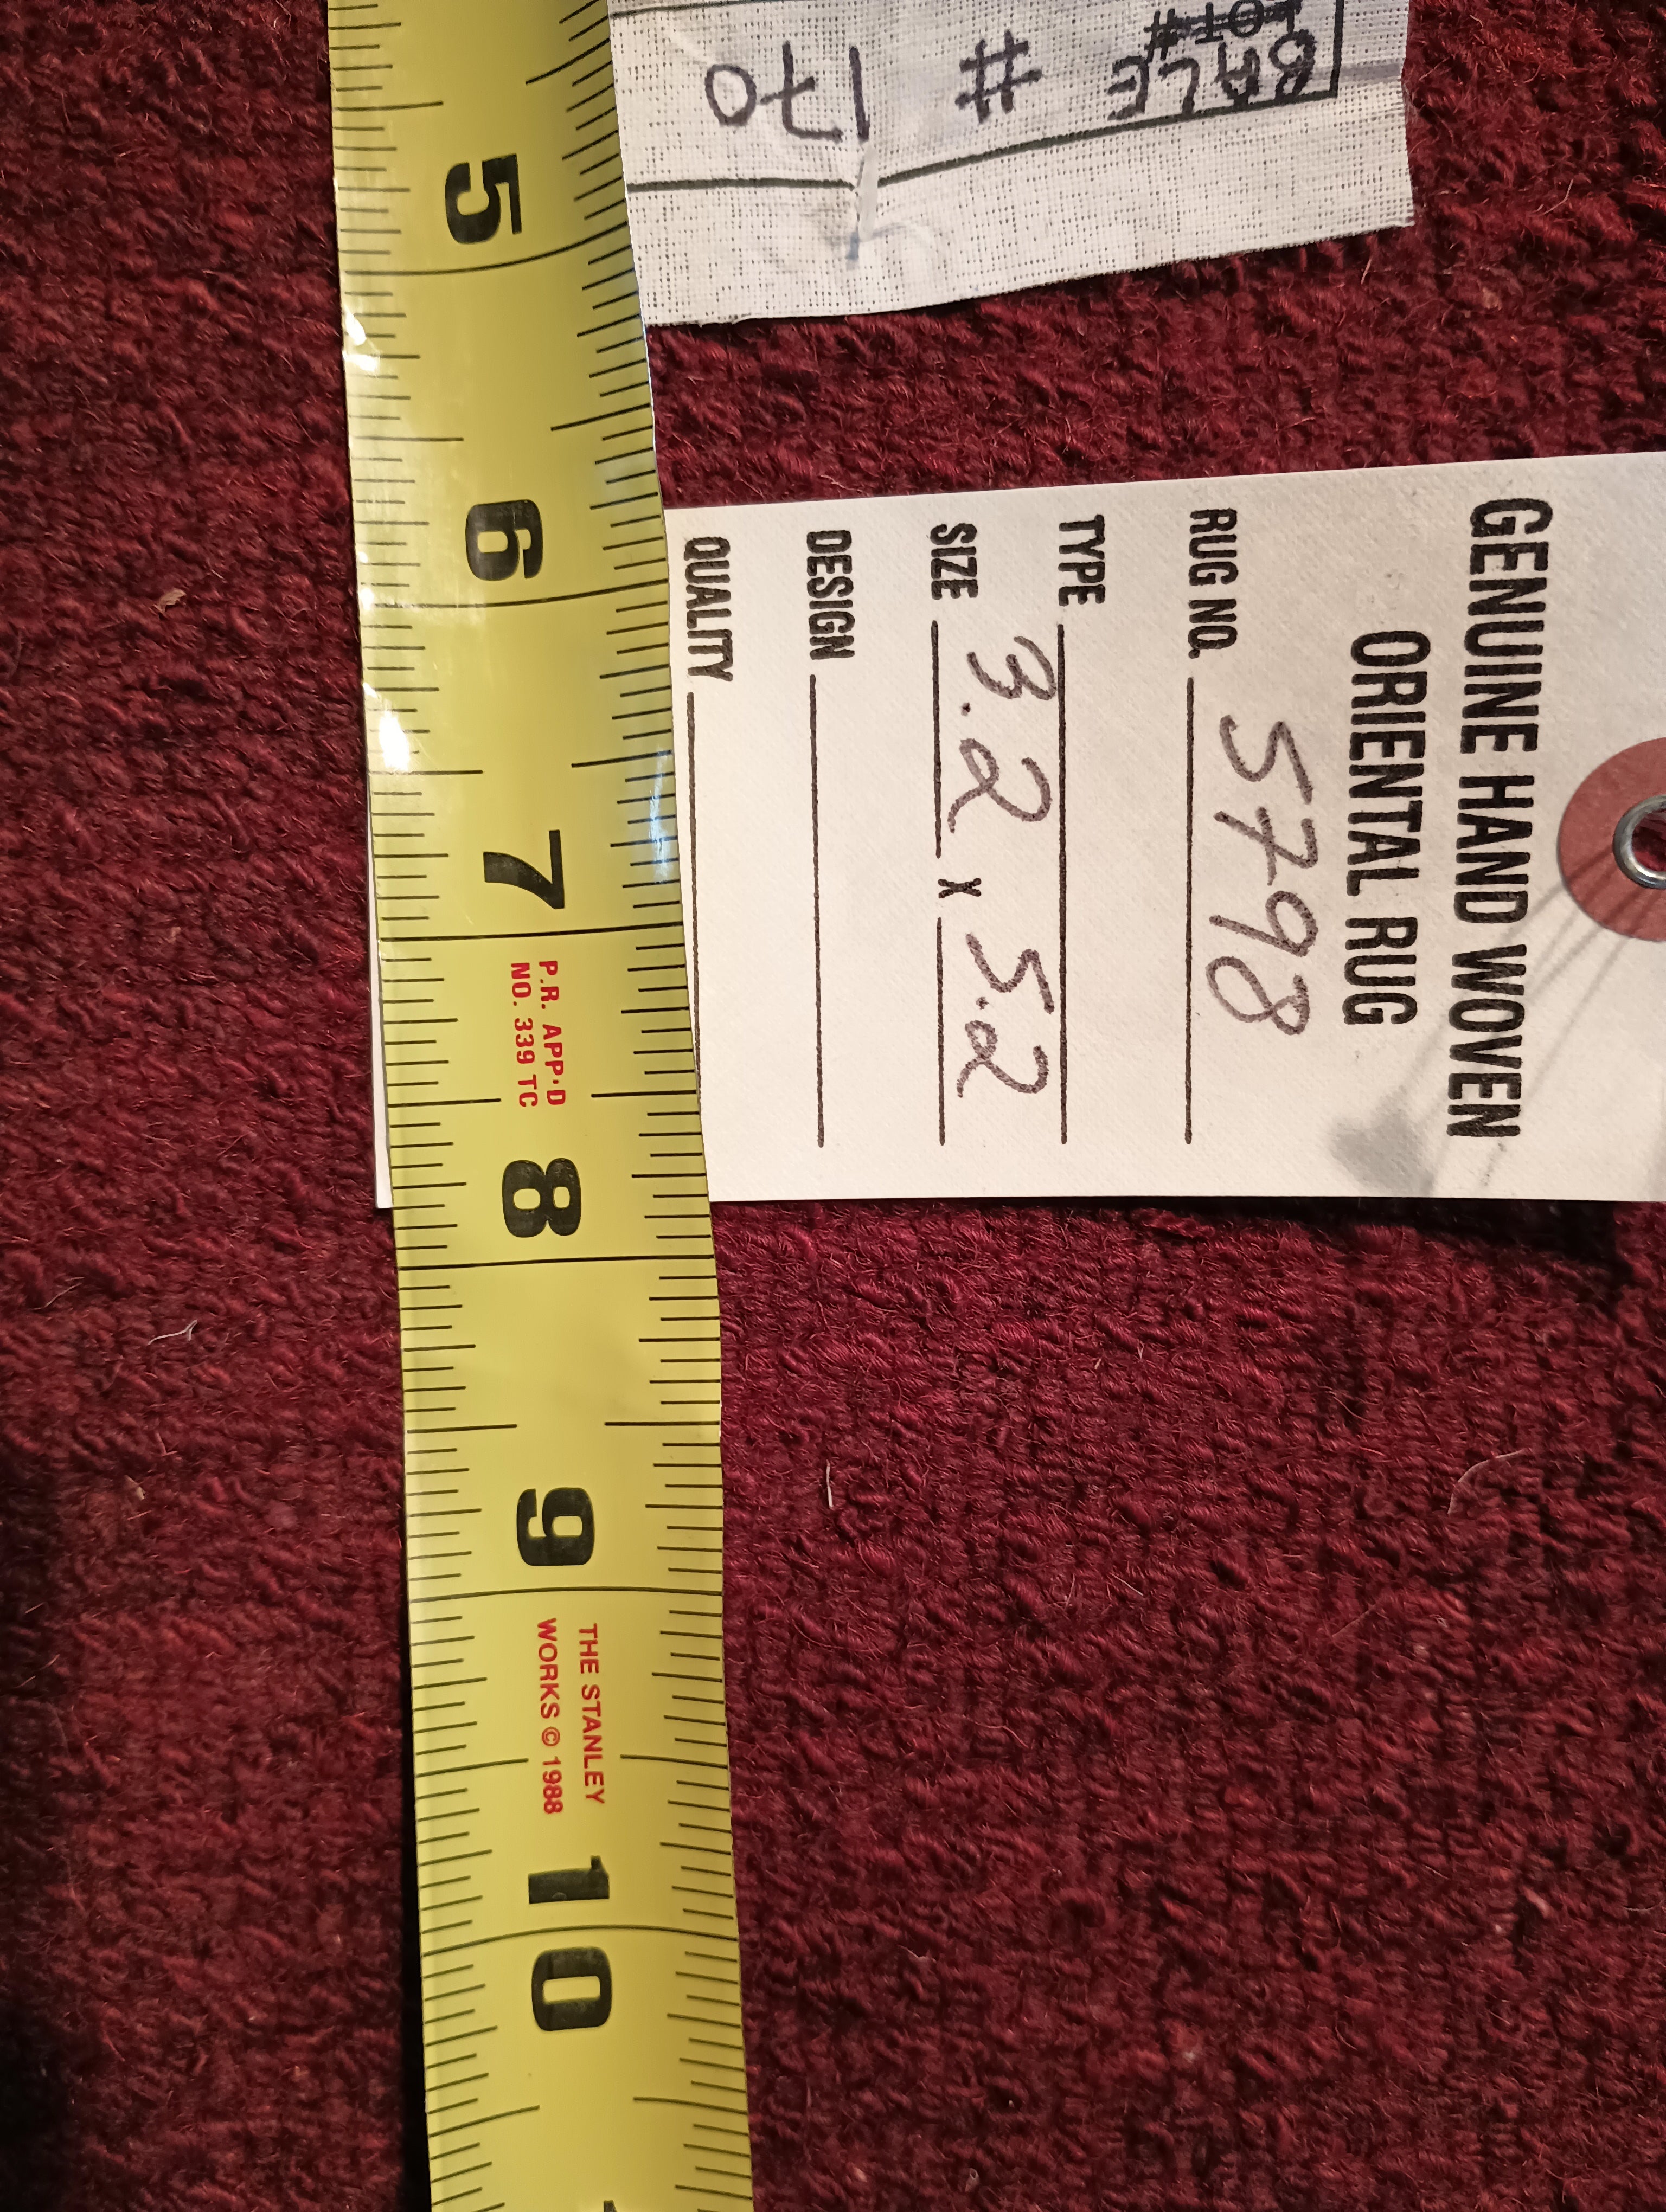 BALE # 170
LOT #
GENUINE HAND WOVEN
ORIENTAL RUG
RUG NO. 5798
TYPE
SIZE 3.2 x 5.2
DESIGN
QUALITY
5
6
7
P.R. APP'D
NO. 339 TC
8
9
THE STANLEY
WORKS © 1988
10